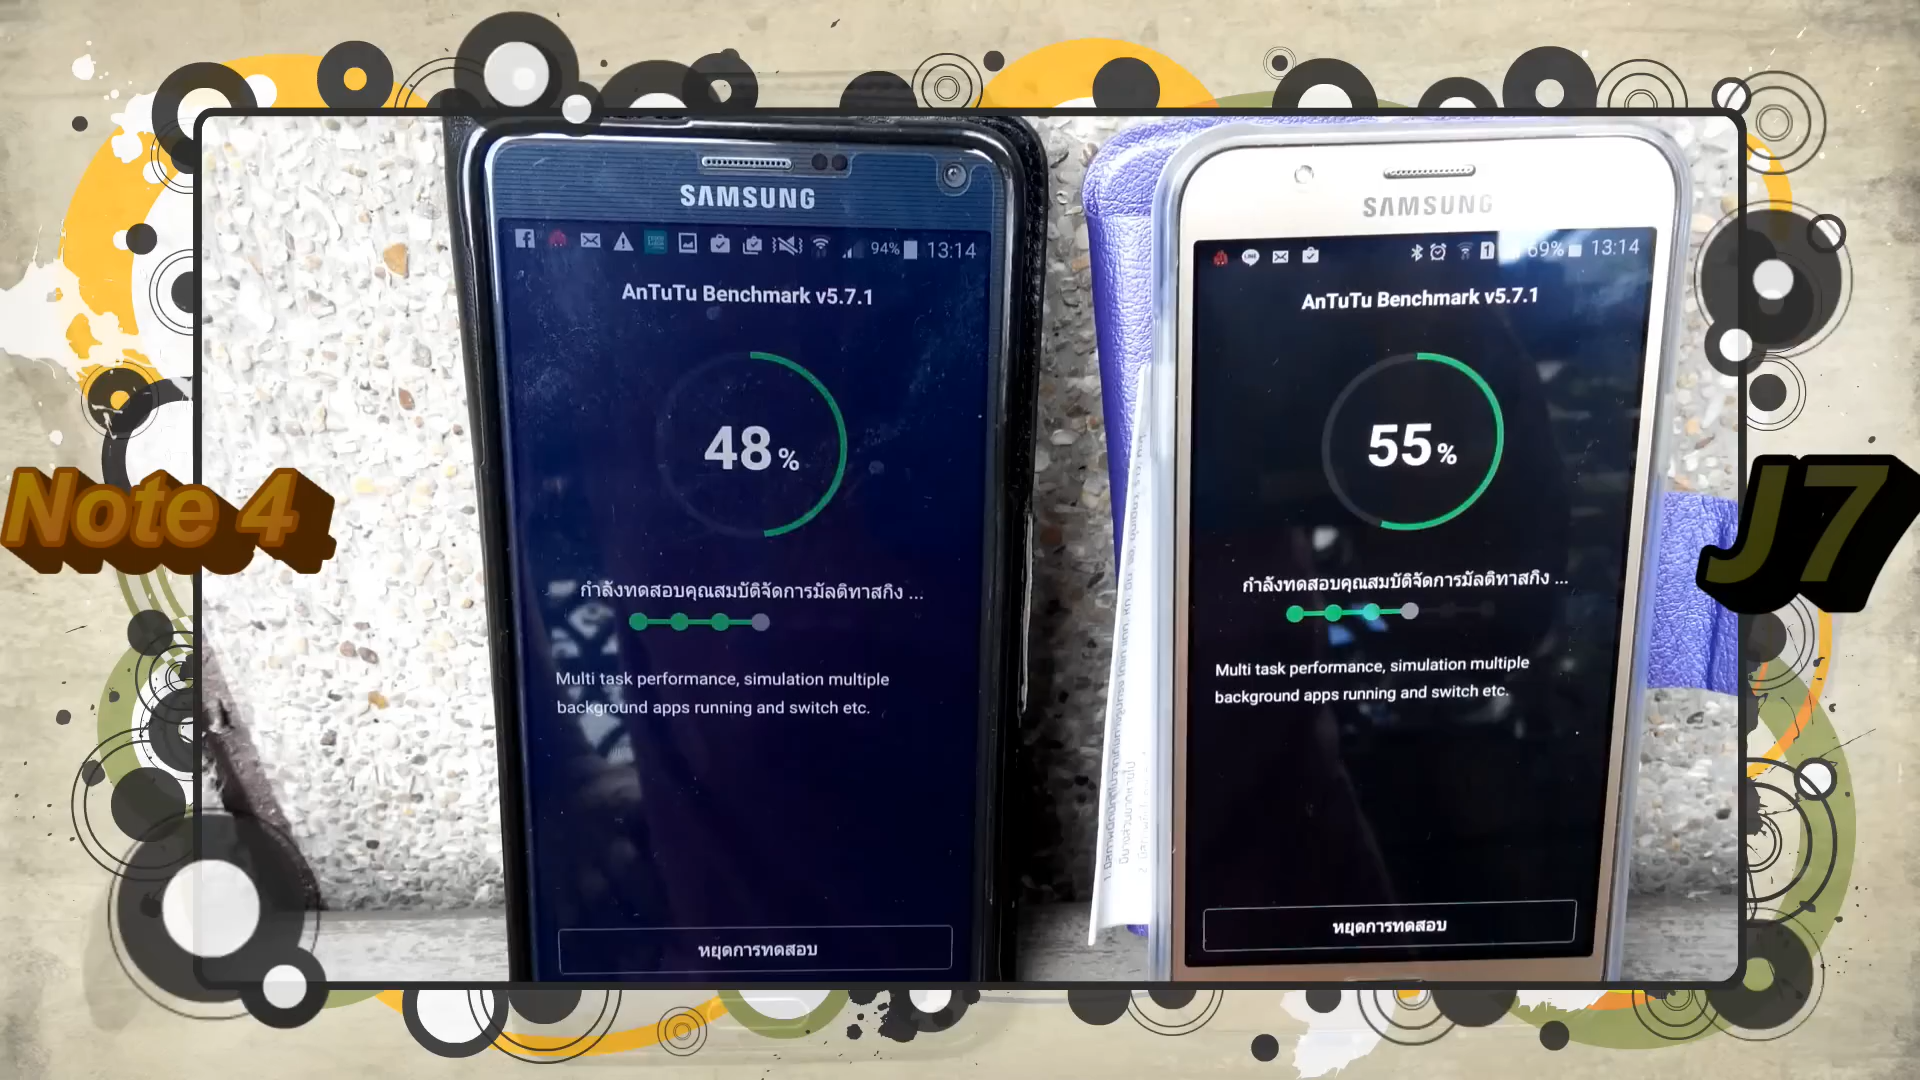 SAMSUNG
94% 13:14
AnTuTu Benchmark v5.7.1
48%
กำลังทดสอบคุณสมบัติจัดการมัลติทาสกิง ...
Multi task performance, simulation multiple
background apps running and switch etc.
หยุดการทดสอบ
Note 4
SAMSUNG
LINE
1 69% 13:14
AnTuTu Benchmark v5.7.1
55%
กำลังทดสอบคุณสมบัติจัดการมัลติทาสกิง ...
Multi task performance, simulation multiple
background apps running and switch etc.
หยุดการทดสอบ
J7